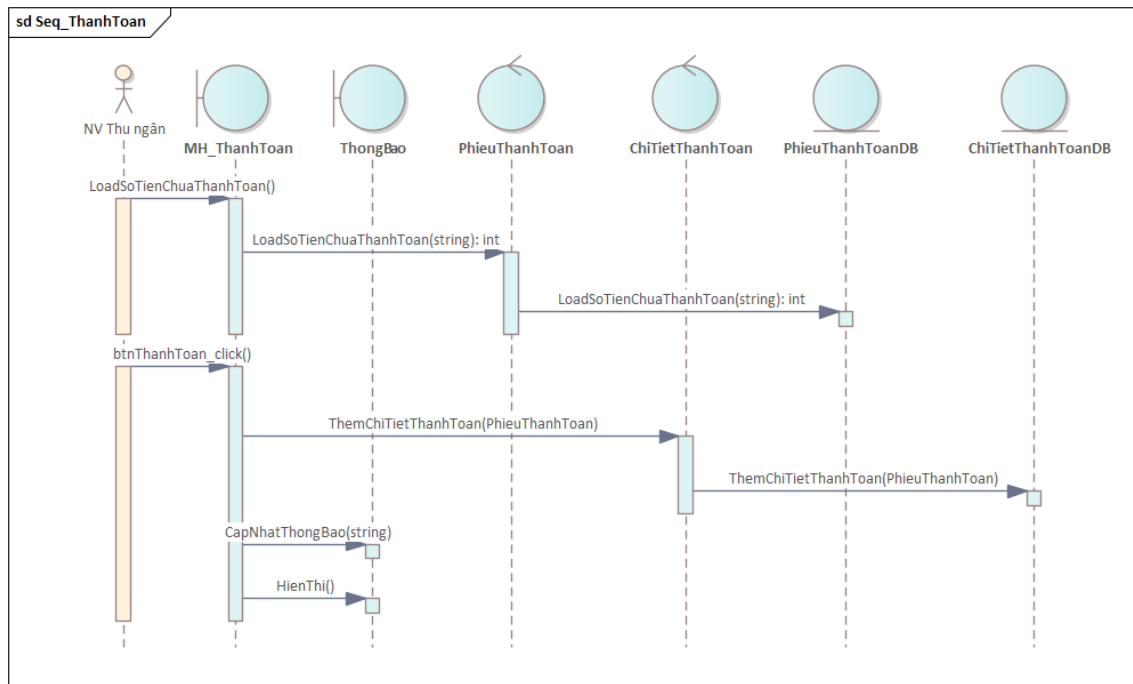 sd Seq_ThanhToan
NV Thu ngân
MH_ThanhToan
ThongBao
PhieuThanhToan
ChiTietThanhToan
PhieuThanhToanDB
ChiTietThanhToanDB
LoadSoTienChuaThanhToan()
LoadSoTienChuaThanhToan(string): int
LoadSoTienChuaThanhToan(string): int
btnThanhToan_click()
ThemChiTietThanhToan(PhieuThanhToan)
ThemChiTietThanhToan(PhieuThanhToan)
CapNhatThongBao(string)
HienThi()